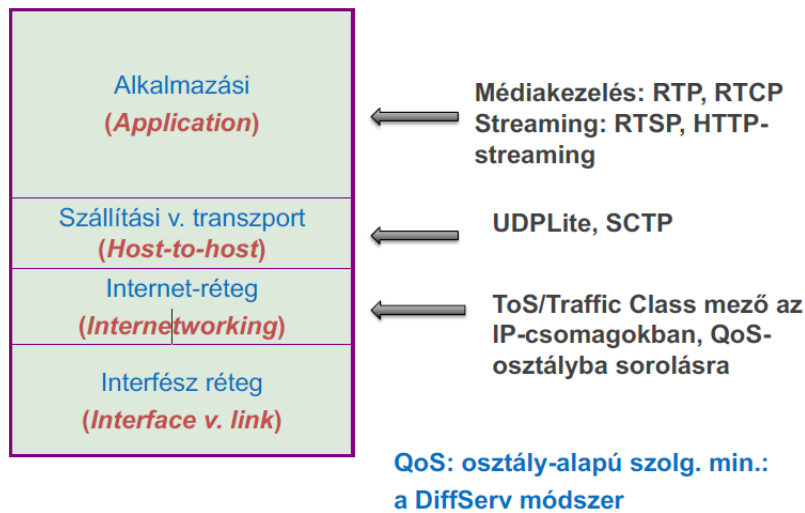 Alkalmazási
(Application)
Médiakezelés: RTP, RTCP
Streaming: RTSP, HTTP-
streaming
Szállítási v. transzport
(Host-to-host)
UDPLite, SCTP
Internet-réteg
(Internetworking)
ToS/Traffic Class mező az
IP-csomagokban, QoS-
osztályba sorolásra
Interfész réteg
(Interface v. link)
QoS: osztály-alapú szolg. min.:
a DiffServ módszer